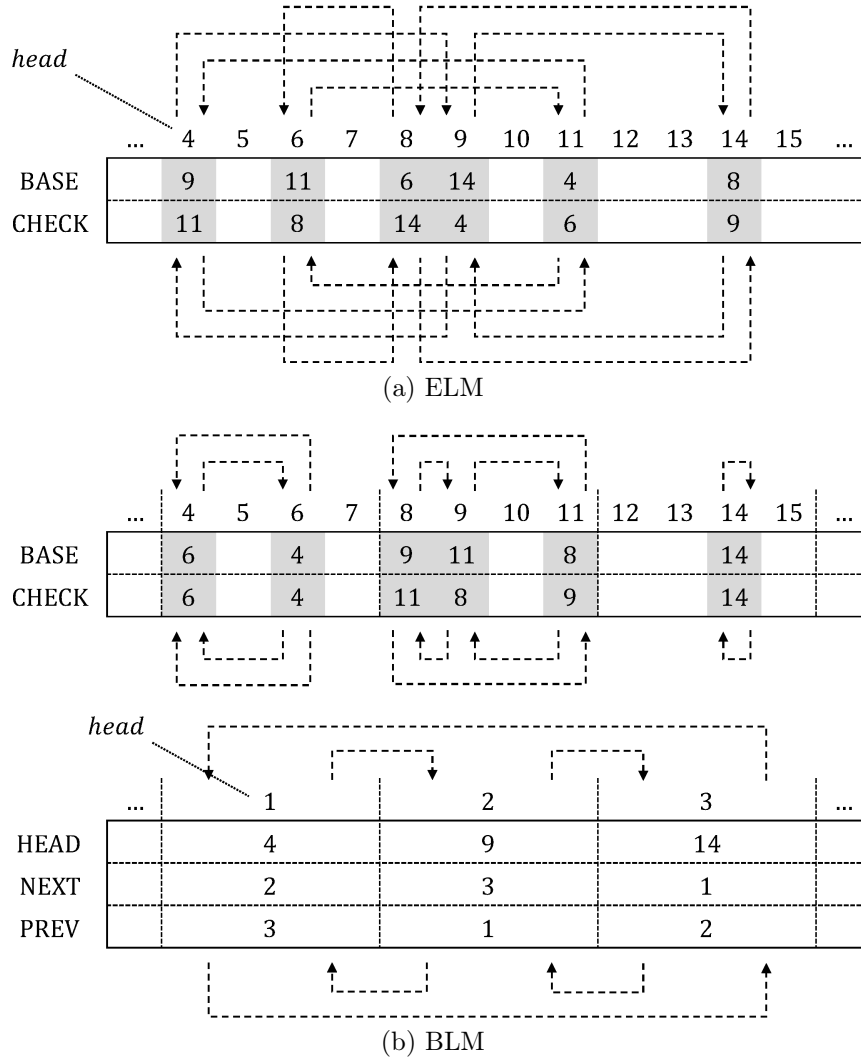 head
... 4 5 6 7 8 9 10 11 12 13 14 15 ...
BASE 9 11 6 14 4 8
CHECK 11 8 14 4 6 9
(a) ELM
... 4 5 6 7 8 9 10 11 12 13 14 15 ...
BASE 6 4 9 11 8 14
CHECK 6 4 11 8 9 14
head
... 1 2 3 ...
HEAD 4 9 14
NEXT 2 3 1
PREV 3 1 2
(b) BLM